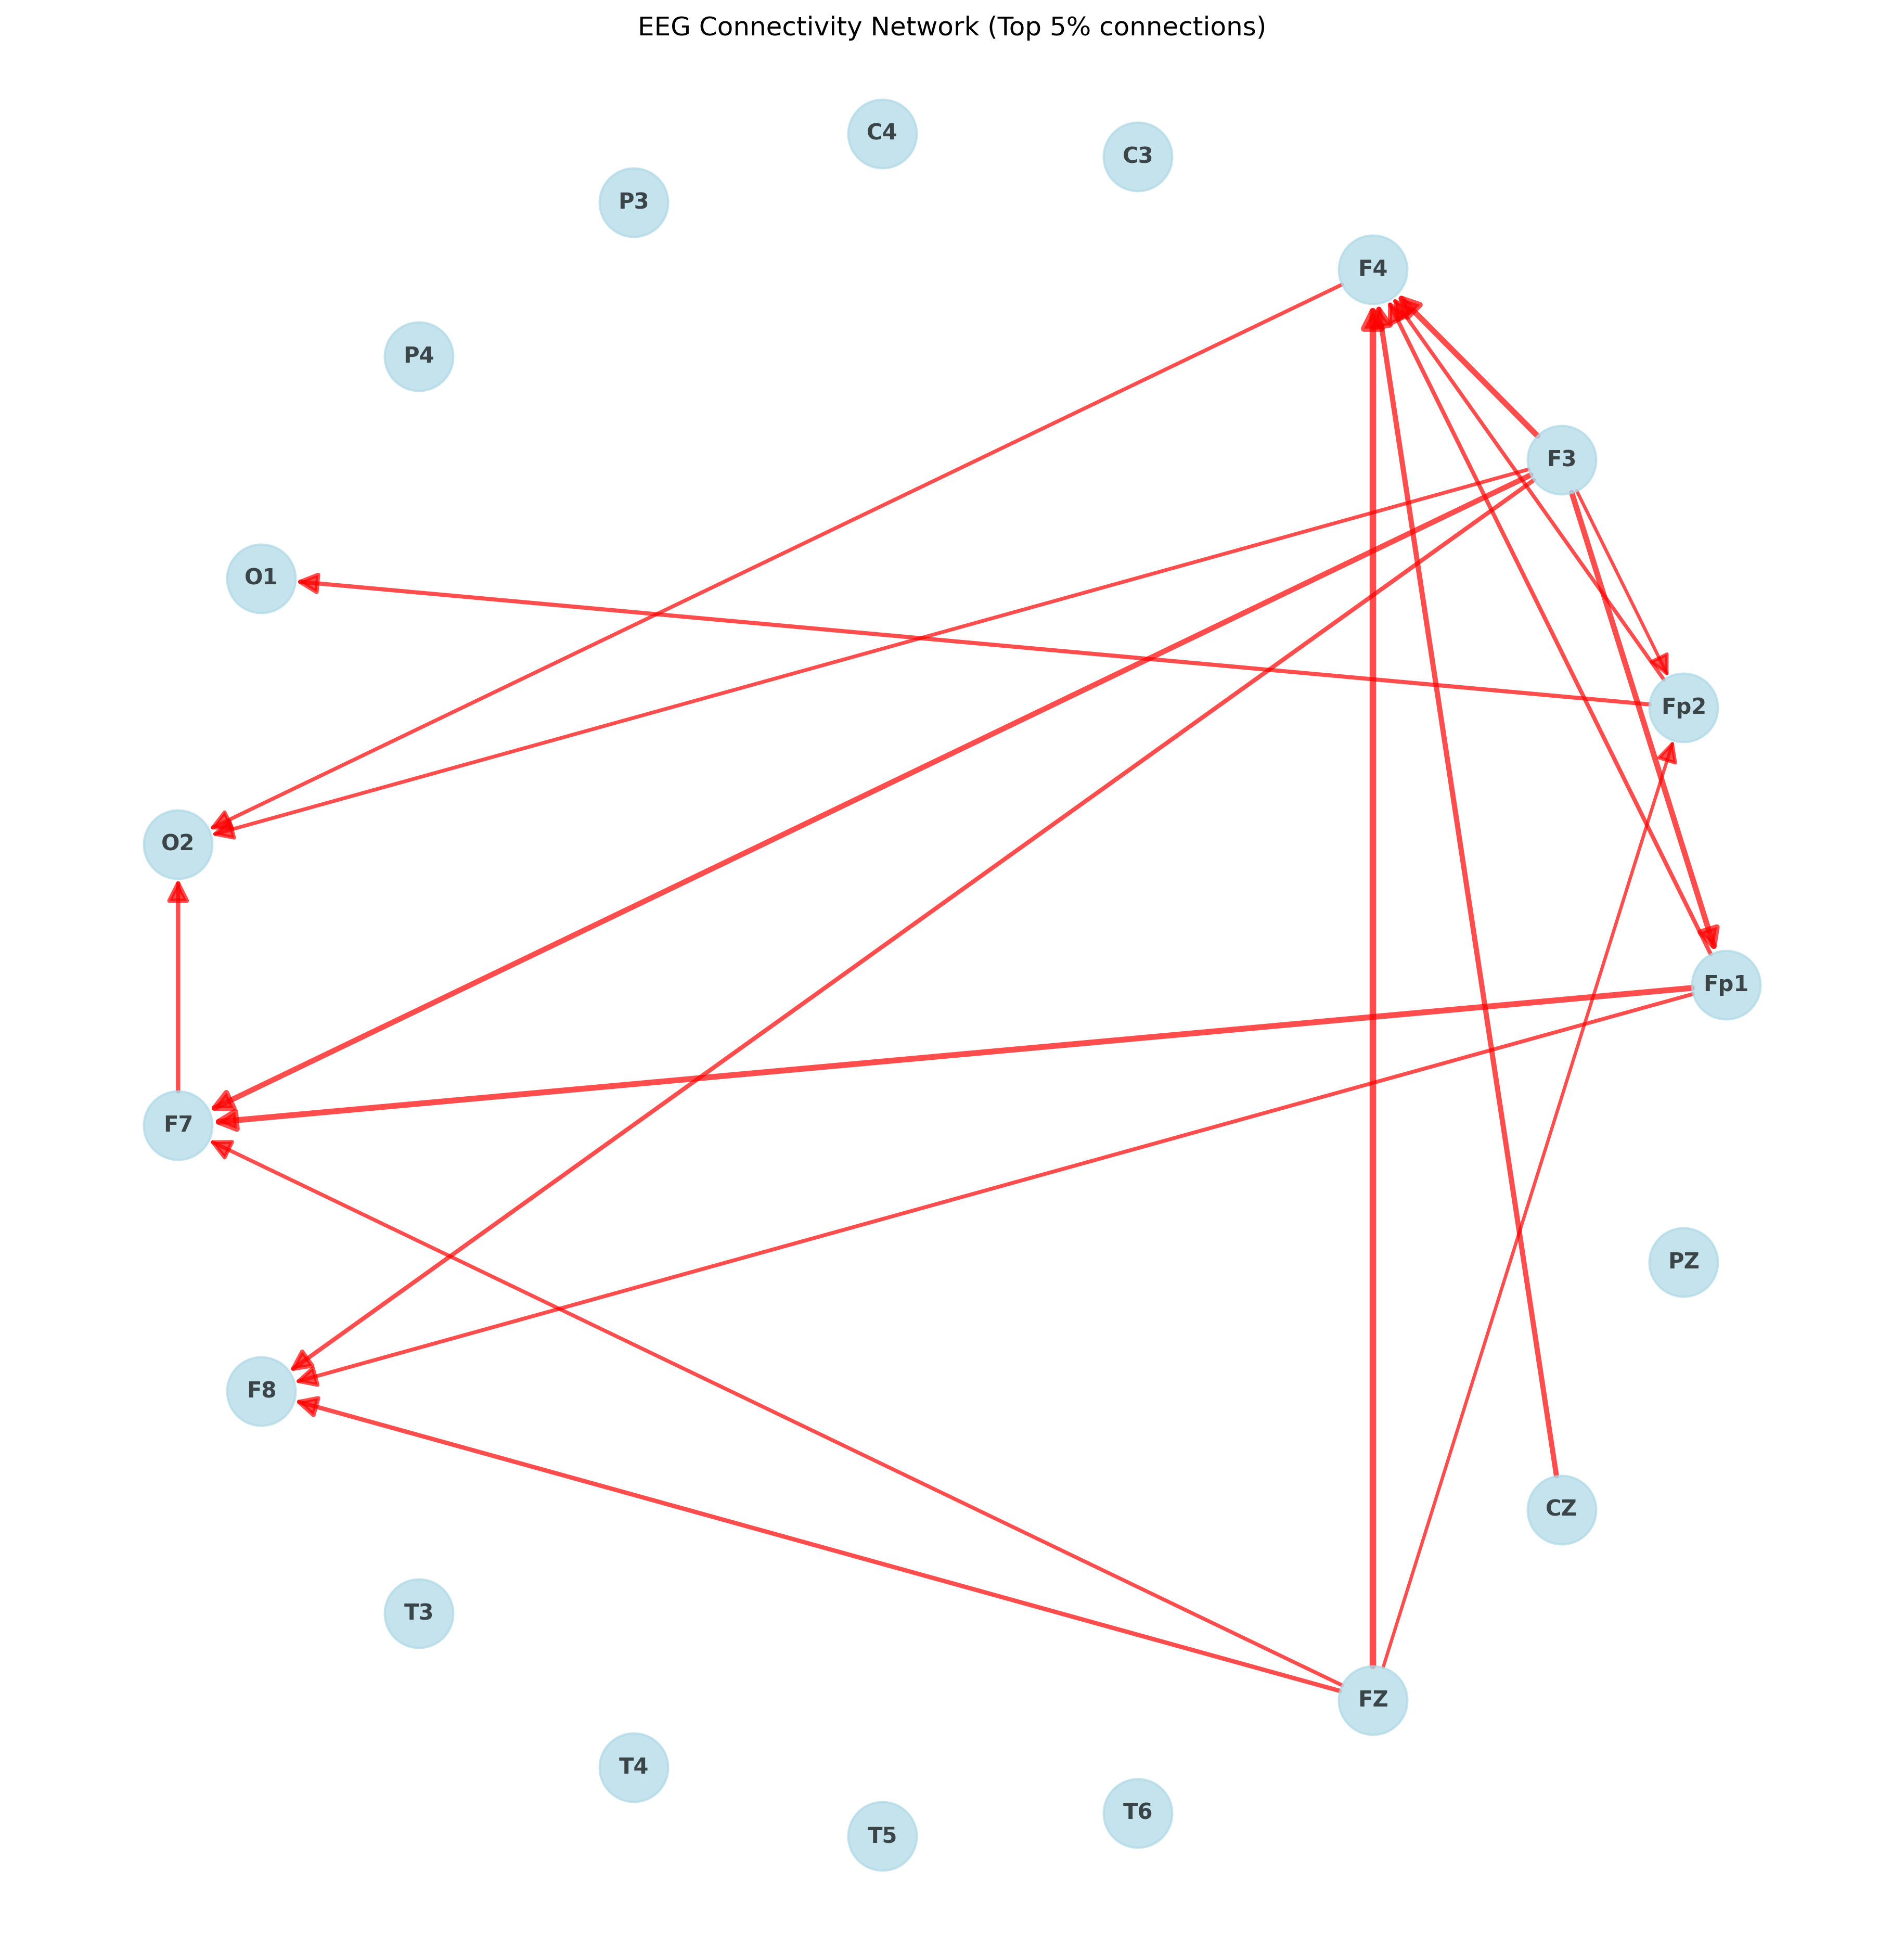 EEG Connectivity Network (Top 5% connections)
C4
C3
P3
F4
P4
F3
O1
Fp2
O2
Fp1
F7
PZ
F8
CZ
T3
FZ
T4
T6
T5